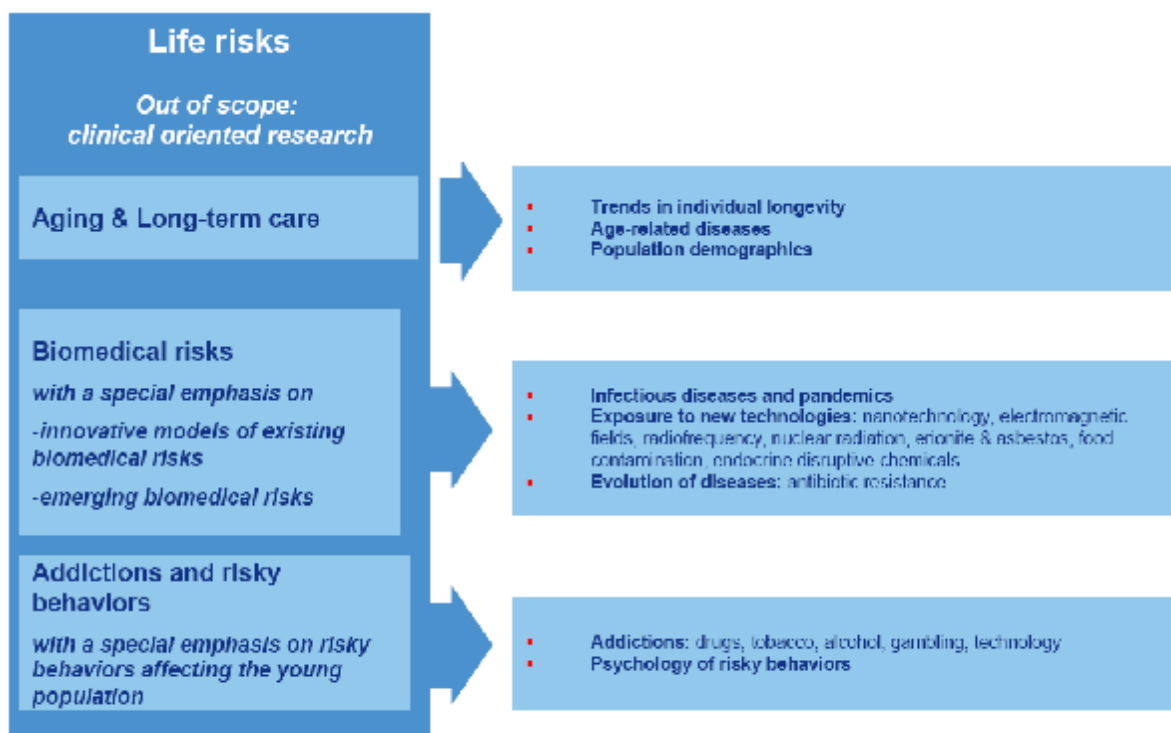 Life risks
Out of scope:
clinical oriented research
Aging & Long-term care
▪ Trends in individual longevity
▪ Age-related diseases
▪ Population demographics
Biomedical risks
with a special emphasis on
-innovative models of existing
biomedical risks
-emerging biomedical risks
▪ Infectious diseases and pandemics
▪ Exposure to new technologies: nanotechnology, electromagnetic
fields, radiofrequency, nuclear radiation, erionite & asbestos, food
contamination, endocrine disruptive chemicals
▪ Evolution of diseases: antibiotic resistance
Addictions and risky
behaviors
with a special emphasis on risky
behaviors affecting the young
population
▪ Addictions: drugs, tobacco, alcohol, gambling, technology
▪ Psychology of risky behaviors